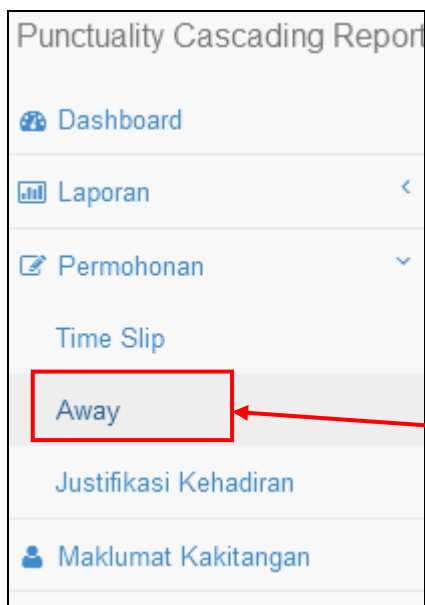 Punctuality Cascading Report
Dashboard
Laporan
Permohonan
Time Slip
Away
Justifikasi Kehadiran
Maklumat Kakitangan